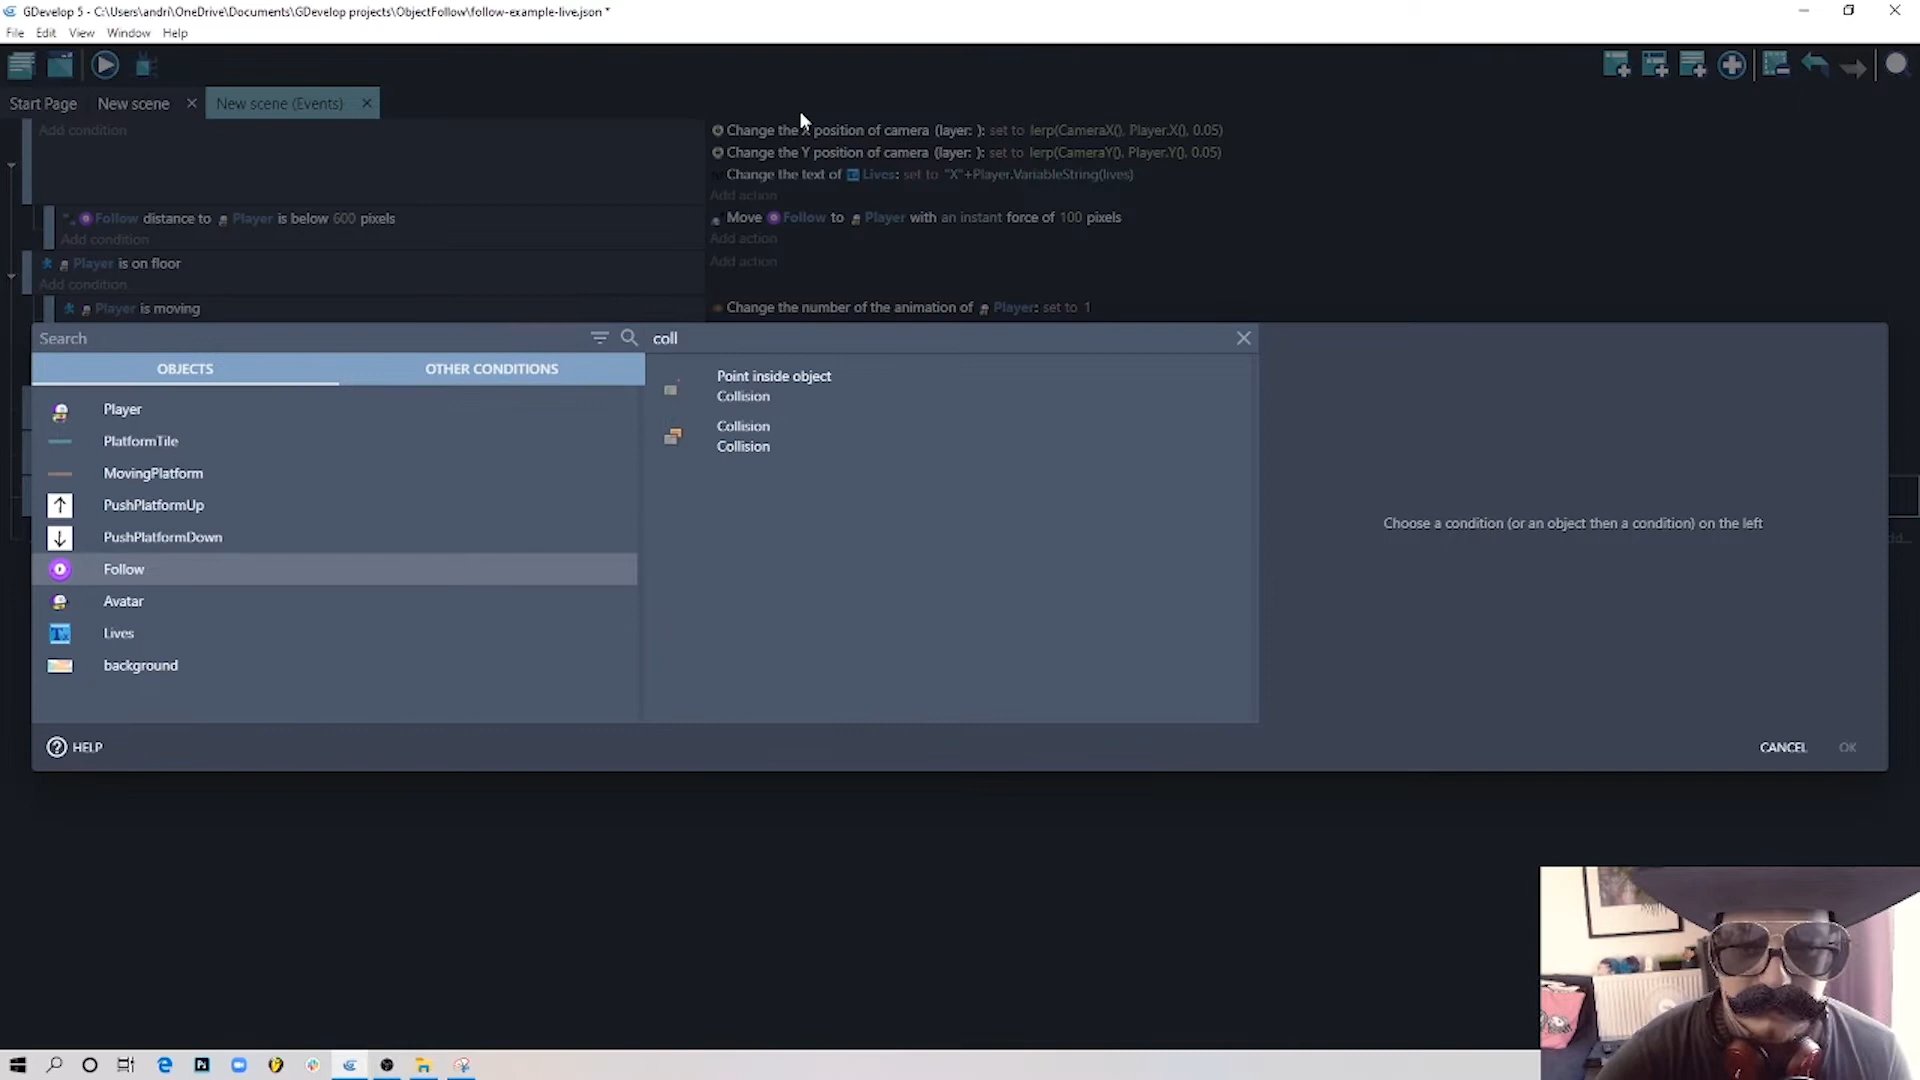 GDevelop 5 - C:\Users\andri\OneDrive\Documents\GDevelop projects\ObjectFollow\follow-example-live.json *
File Edit View Window Help
Start Page New scene New scene (Events)
Add condition
Change the X position of camera (layer: ): set to lerp(CameraX(), Player.X(), 0.05)
Change the Y position of camera (layer: ): set to lerp(CameraY(), Player.Y(), 0.05)
Change the text of Lives: set to "X"+Player.VariableString(lives)
Add action
Follow distance to Player is below 600 pixels
Move Follow to Player with an instant force of 100 pixels
Add condition
Add action
Player is on floor
Add action
Add condition
Player is moving
Change the number of the animation of Player: set to 1
Search
coll
OBJECTS OTHER CONDITIONS
Player
PlatformTile
MovingPlatform
PushPlatformUp
PushPlatformDown
Follow
Avatar
Lives
background
Point inside object
Collision
Collision
Collision
Choose a condition (or an object then a condition) on the left
HELP
CANCEL OK